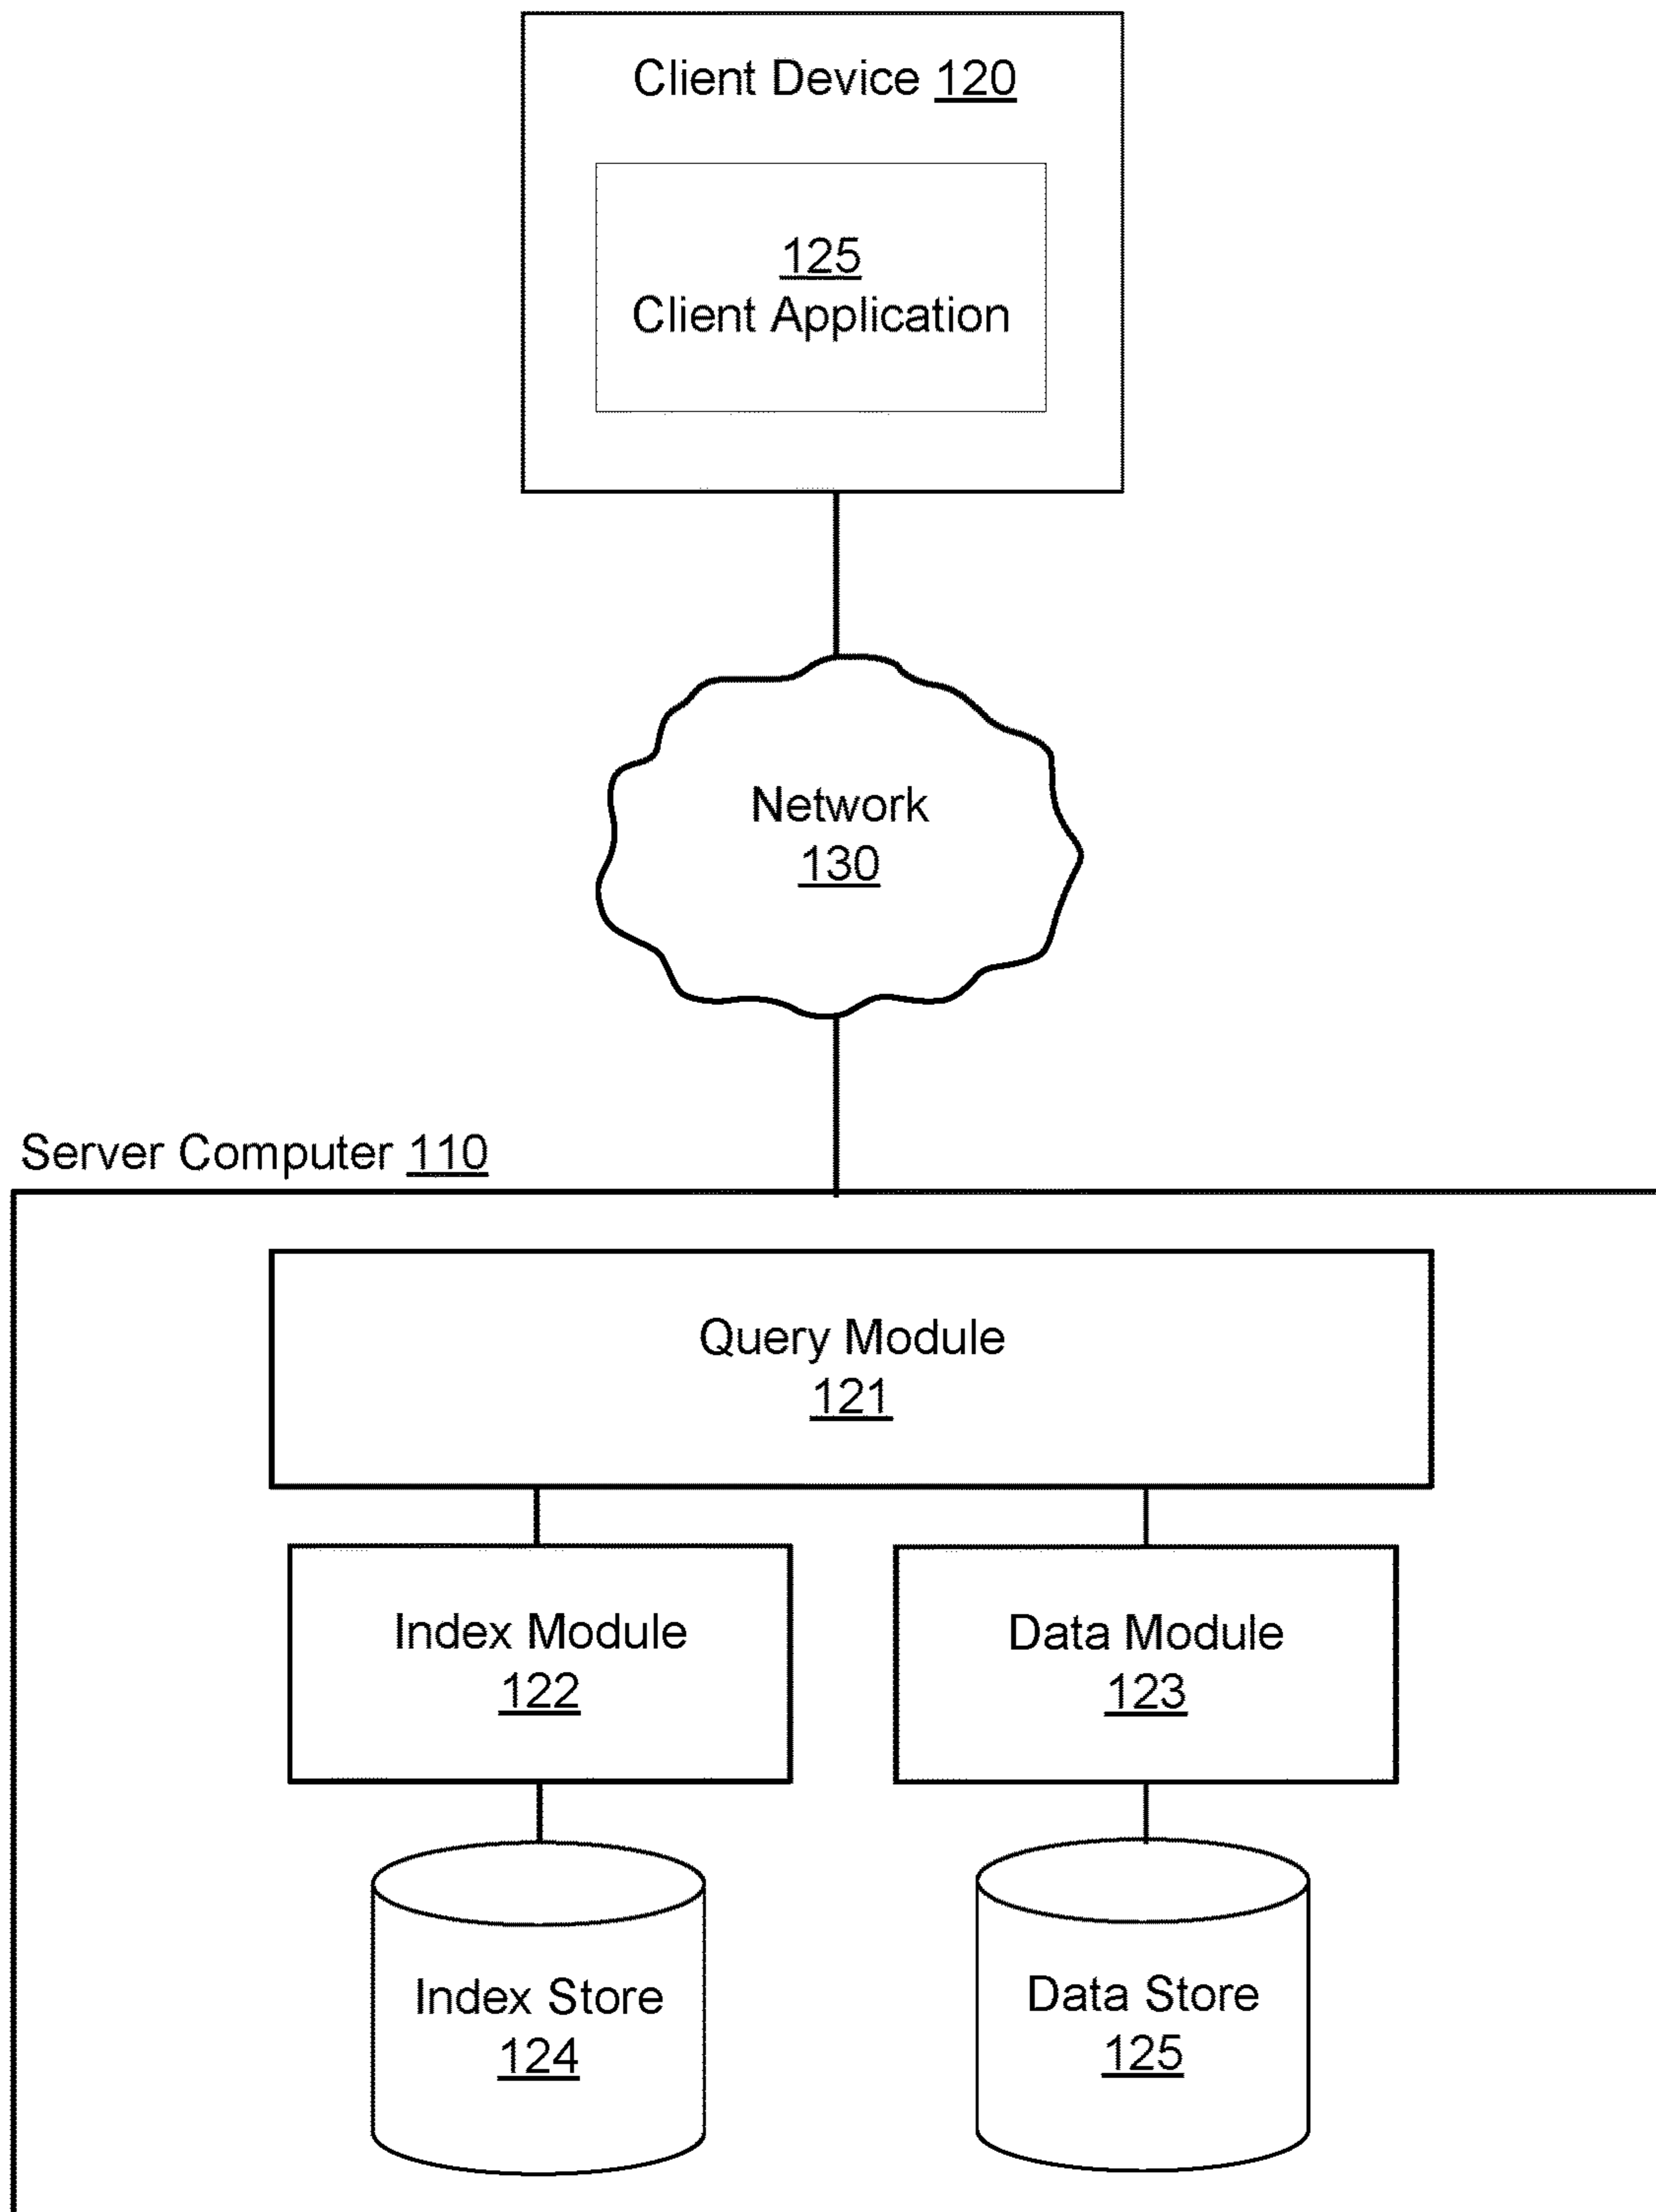 Client Device 120
125
Client Application
Network
130
Server Computer 110
Query Module
121
Index Module
122
Data Module
123
Index Store
124
Data Store
125